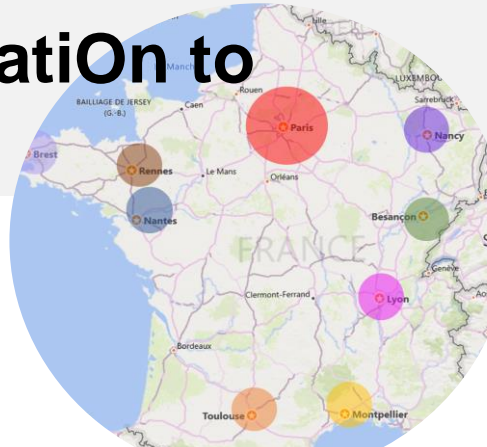 atiOn to
Lille
Manch
LUXEMBOU
Rouen
Sarrebruck
BAILLIAGE DE JERSEY
(G.-B.)
Caen
Paris
Nancy
Brest
Rennes
Le Mans
Orléans
Nantes
Besançon
FRANCE
Genève
Clermont-Ferrand
Lyon
Ao
Bordeaux
Toulouse
Montpellier